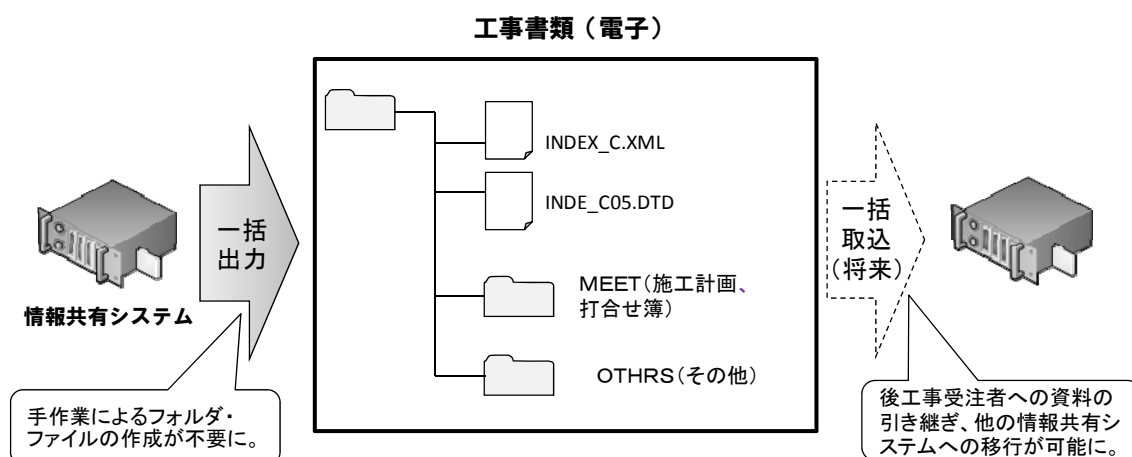 工事書類（電子）
INDEX_C.XML
INDE_C05.DTD
MEET（施工計画、
打合せ簿）
OTHRS（その他）
情報共有システム
一括
出力
一括
取込
（将来）
手作業によるフォルダ・
ファイルの作成が不要に。
後工事受注者への資料の
引き継ぎ、他の情報共有シ
ステムへの移行が可能に。